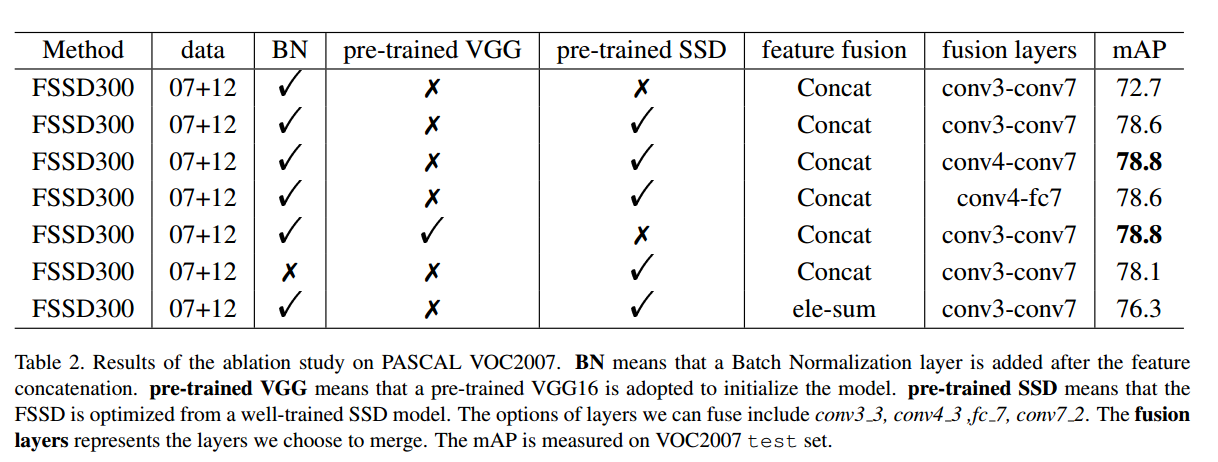 Method data BN pre-trained VGG pre-trained SSD feature fusion fusion layers mAP
FSSD300 07+12 ✓ ✗ ✗ Concat conv3-conv7 72.7
FSSD300 07+12 ✓ ✗ ✓ Concat conv3-conv7 78.6
FSSD300 07+12 ✓ ✗ ✓ Concat conv4-conv7 78.8
FSSD300 07+12 ✓ ✗ ✓ Concat conv4-fc7 78.6
FSSD300 07+12 ✓ ✓ ✗ Concat conv3-conv7 78.8
FSSD300 07+12 ✗ ✗ ✓ Concat conv3-conv7 78.1
FSSD300 07+12 ✓ ✗ ✓ ele-sum conv3-conv7 76.3
Table 2. Results of the ablation study on PASCAL VOC2007. BN means that a Batch Normalization layer is added after the feature
concatenation. pre-trained VGG means that a pre-trained VGG16 is adopted to initialize the model. pre-trained SSD means that the
FSSD is optimized from a well-trained SSD model. The options of layers we can fuse include conv3_3, conv4_3 ,fc_7, conv7_2. The fusion
layers represents the layers we choose to merge. The mAP is measured on VOC2007 test set.